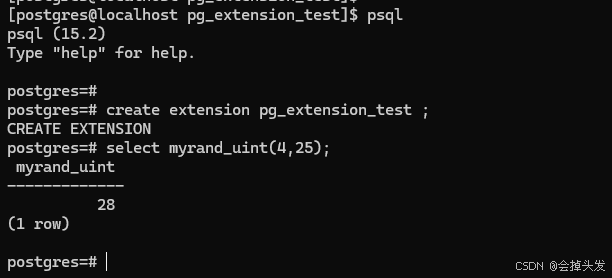 [postgres@localhost pg_extension_test]$ psql
psql (15.2)
Type "help" for help.
postgres=#
postgres=# create extension pg_extension_test ;
CREATE EXTENSION
postgres=# select myrand_uint(4,25);
 myrand_uint
-------------
          28
(1 row)
postgres=#
CSDN @会掉头发